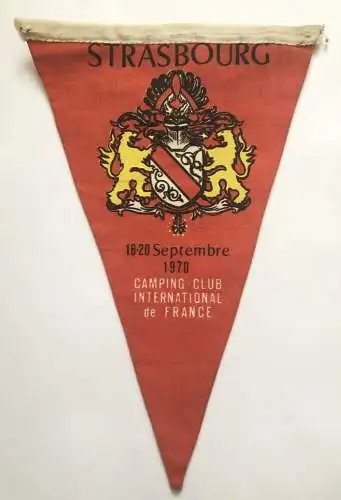 STRASBOURG
18-20 Septembre
1970
CAMPING-CLUB
INTERNATIONAL
de FRANCE